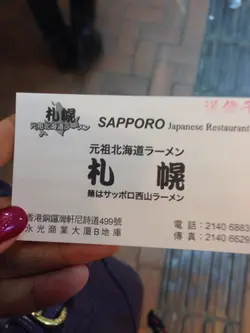 札幌
元祖北海道ラーメン
SAPPORO Japanese Restaurant
元祖北海道ラーメン
札幌
麺はサッポロ西山ラーメン
香港銅鑼灣軒尼詩道499號
永光商業大厦B地庫
電話：2140 6883
傳真：2140 6629